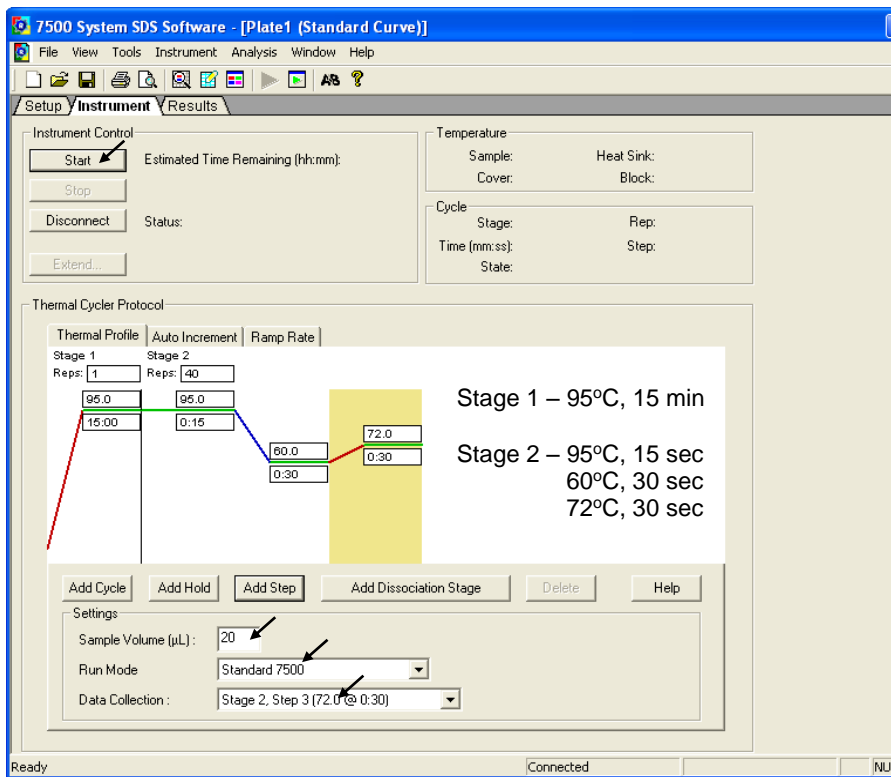 7500 System SDS Software - [Plate1 (Standard Curve)]
File View Tools Instrument Analysis Window Help
Setup Instrument Results
Instrument Control
Start Estimated Time Remaining (hh:mm):
Stop
Disconnect Status:
Extend...
Temperature
Sample: Heat Sink:
Cover: Block:
Cycle
Stage: Rep:
Time (mm:ss): Step:
State:
Thermal Cycler Protocol
Thermal Profile Auto Increment Ramp Rate
Stage 1 Stage 2
Reps: 1 Reps: 40
95.0 95.0
15:00 0:15
60.0
0:30
72.0
0:30
Stage 1 – 95ºC, 15 min
Stage 2 – 95ºC, 15 sec
60ºC, 30 sec
72ºC, 30 sec
Add Cycle Add Hold Add Step Add Dissociation Stage Delete Help
Settings
Sample Volume (µL) : 20
Run Mode Standard 7500
Data Collection : Stage 2, Step 3 (72.0 @ 0:30)
Ready Connected NU